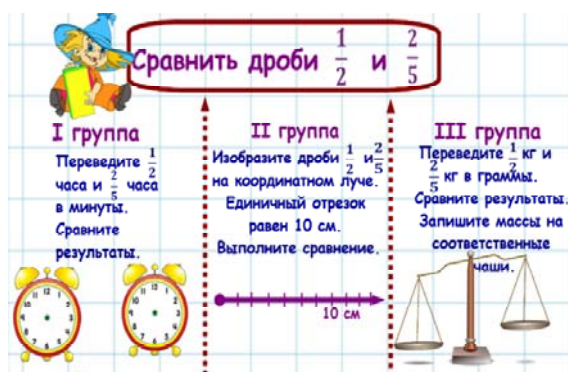 Сравнить дроби 1/2 и 2/5
I группа
Переведите 1/2
часа и 2/5 часа
в минуты.
Сравните
результаты.
II группа
Изобразите дроби 1/2 и 2/5
на координатном луче.
Единичный отрезок
равен 10 см.
Выполните сравнение.
10 см
III группа
Переведите 1/2 кг и
2/5 кг в граммы.
Сравните результаты.
Запишите массы на
соответственные
чаши.